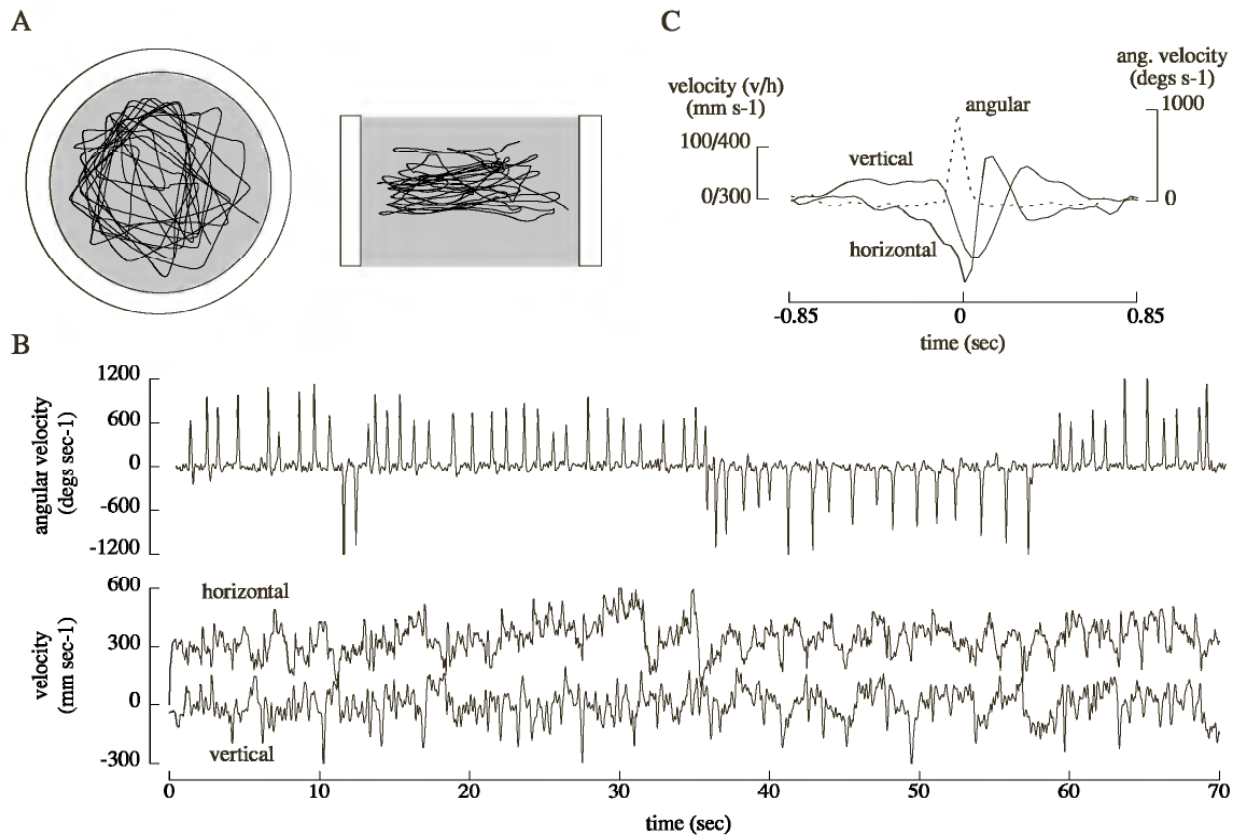 A
C
velocity (v/h)
(mm s-1)
ang. velocity
(degs s-1)
1000
angular
100/400
vertical
0/300
0
horizontal
-0.85
0
0.85
time (sec)
B
1200
600
0
-600
-1200
angular velocity
(degs sec-1)
600
horizontal
300
0
vertical
-300
velocity
(mm sec-1)
0
10
20
30
40
50
60
70
time (sec)